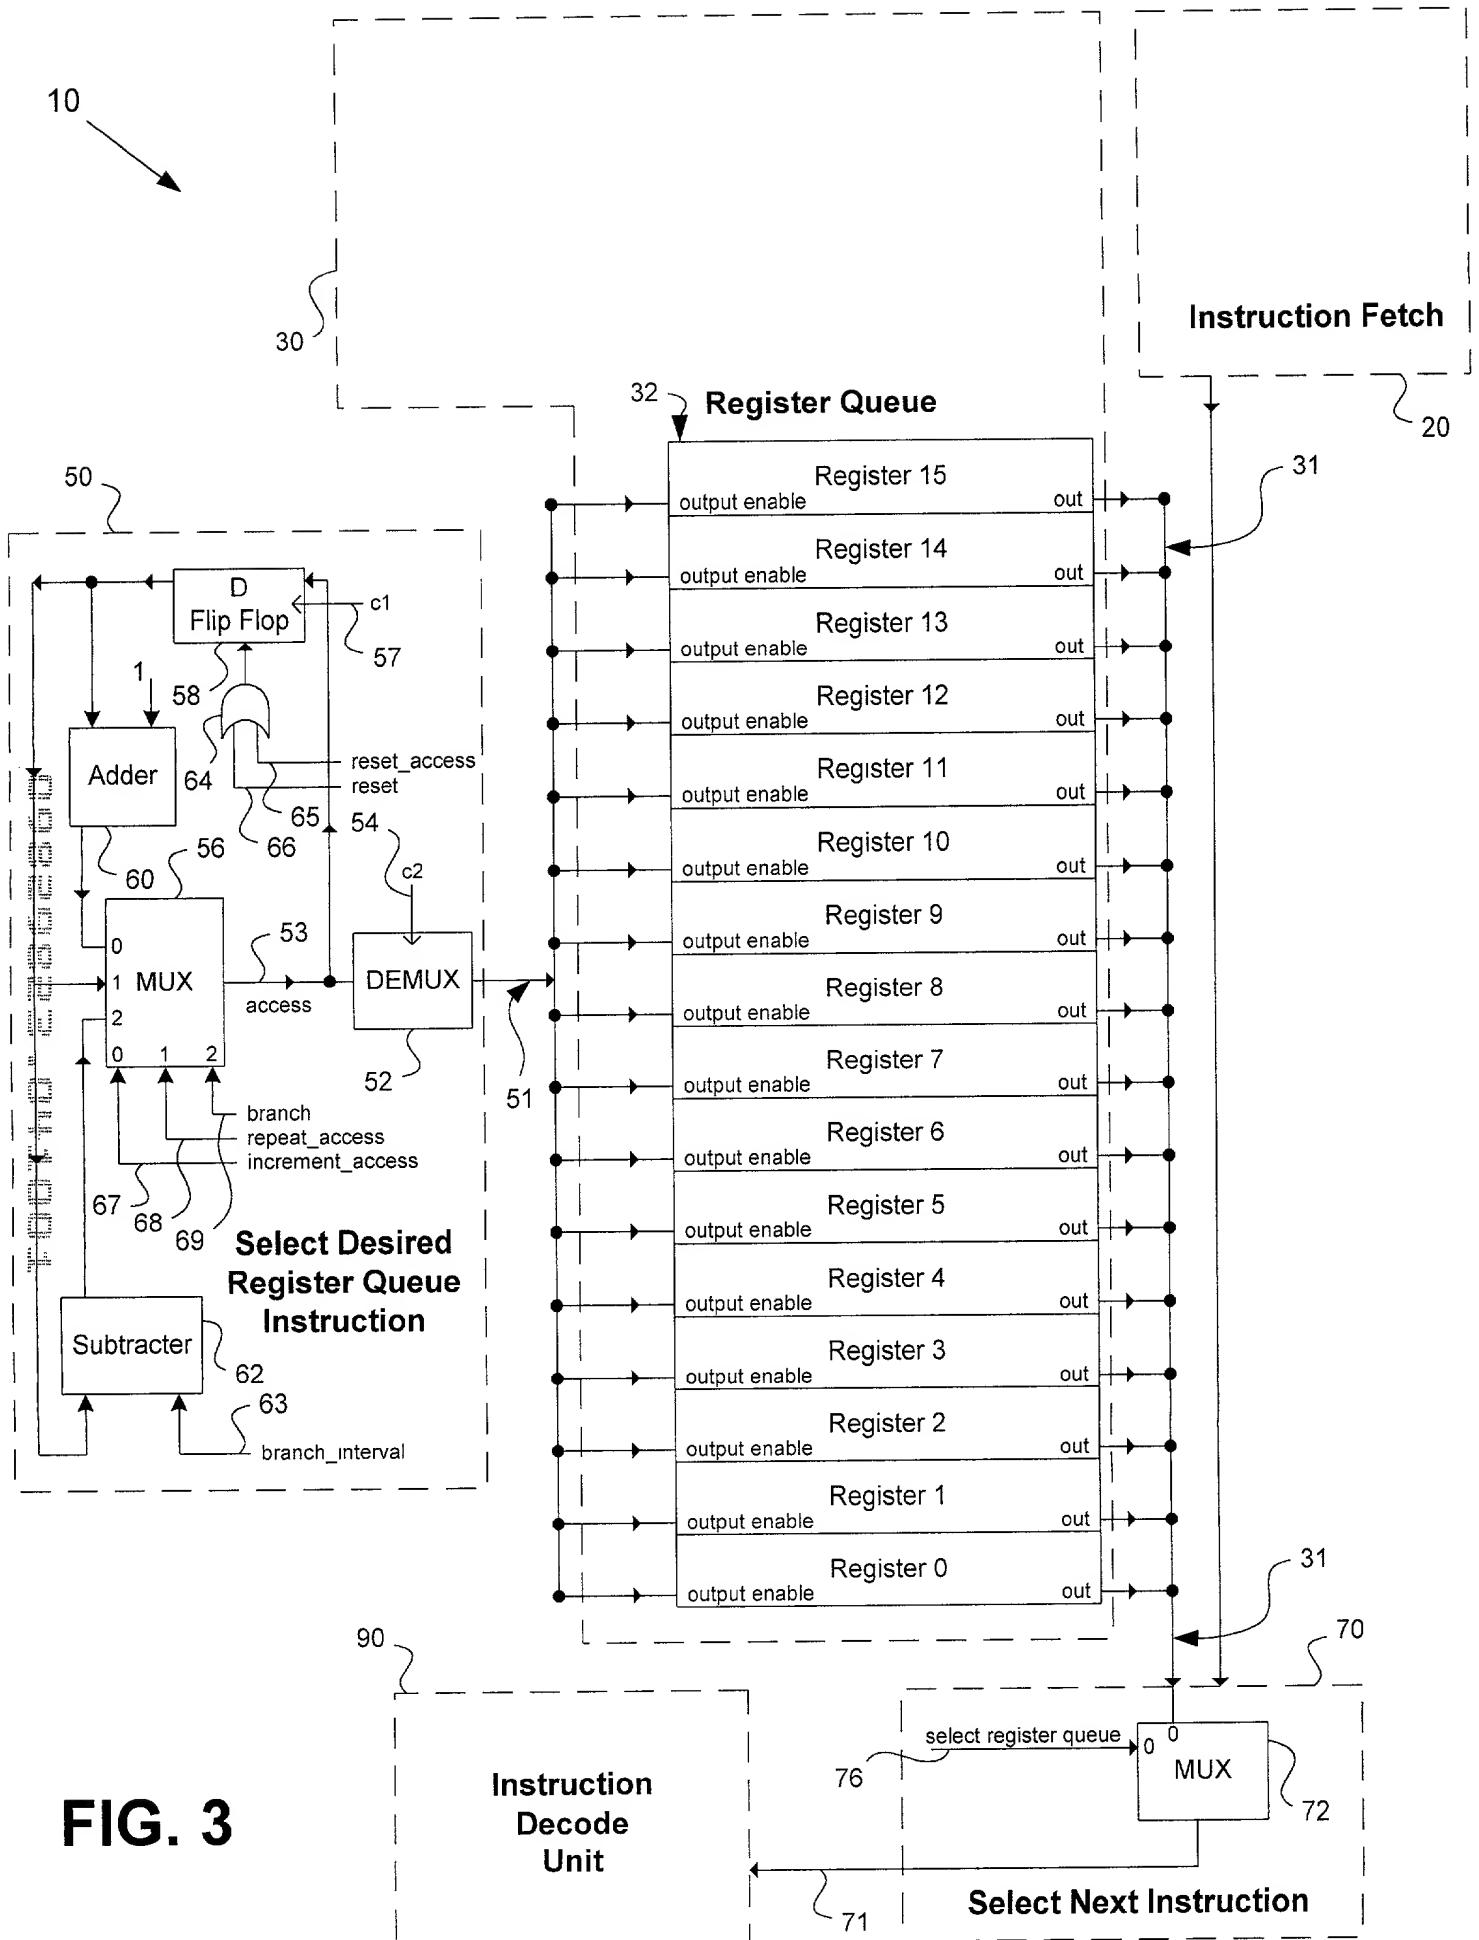 10
30
Instruction Fetch
20
32
Register Queue
31
Register 15
output enable
out
Register 14
output enable
out
Register 13
output enable
out
Register 12
output enable
out
Register 11
output enable
out
Register 10
output enable
out
Register 9
output enable
out
Register 8
output enable
out
Register 7
output enable
out
Register 6
output enable
out
Register 5
output enable
out
Register 4
output enable
out
Register 3
output enable
out
Register 2
output enable
out
Register 1
output enable
out
Register 0
output enable
out
31
50
D
Flip Flop
c1
57
58
1
64
Adder
reset_access
reset
65
66
54
60
56
c2
0
1
2
MUX
0
1
2
53
access
DEMUX
52
51
branch
repeat_access
increment_access
67
68
69
Select Desired
Register Queue
Instruction
Subtracter
62
63
branch_interval
90
Instruction
Decode
Unit
70
select register queue
76
0
0
MUX
72
71
Select Next Instruction
FIG. 3